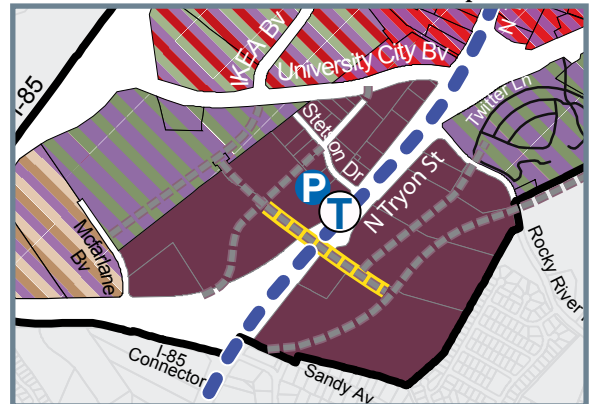 IKEA Bv
N
University City Bv
I-85
Twitter Ln
Stetson Dr
P
T
N Tryon St
Mcfarlane
Bv
Rocky River
I-85
Connector
Sandy Av